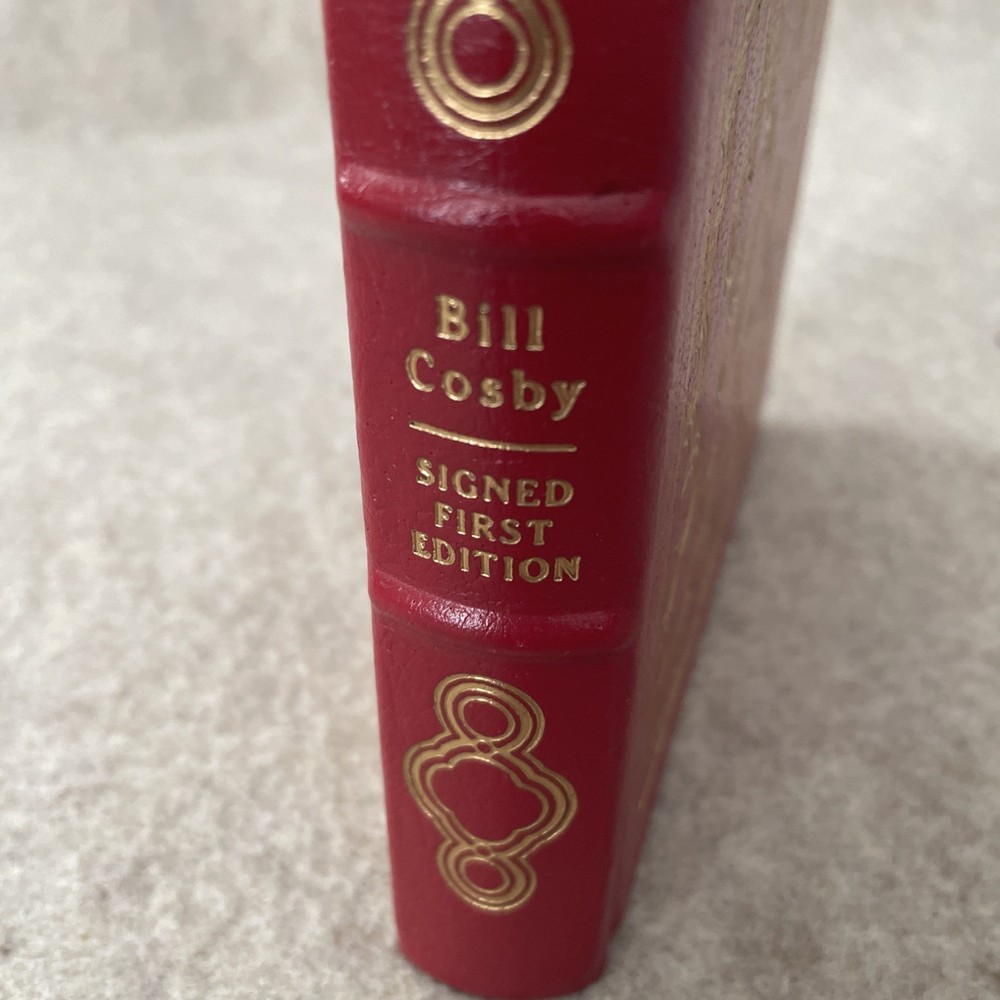 Bill
Cosby
SIGNED
FIRST
EDITION